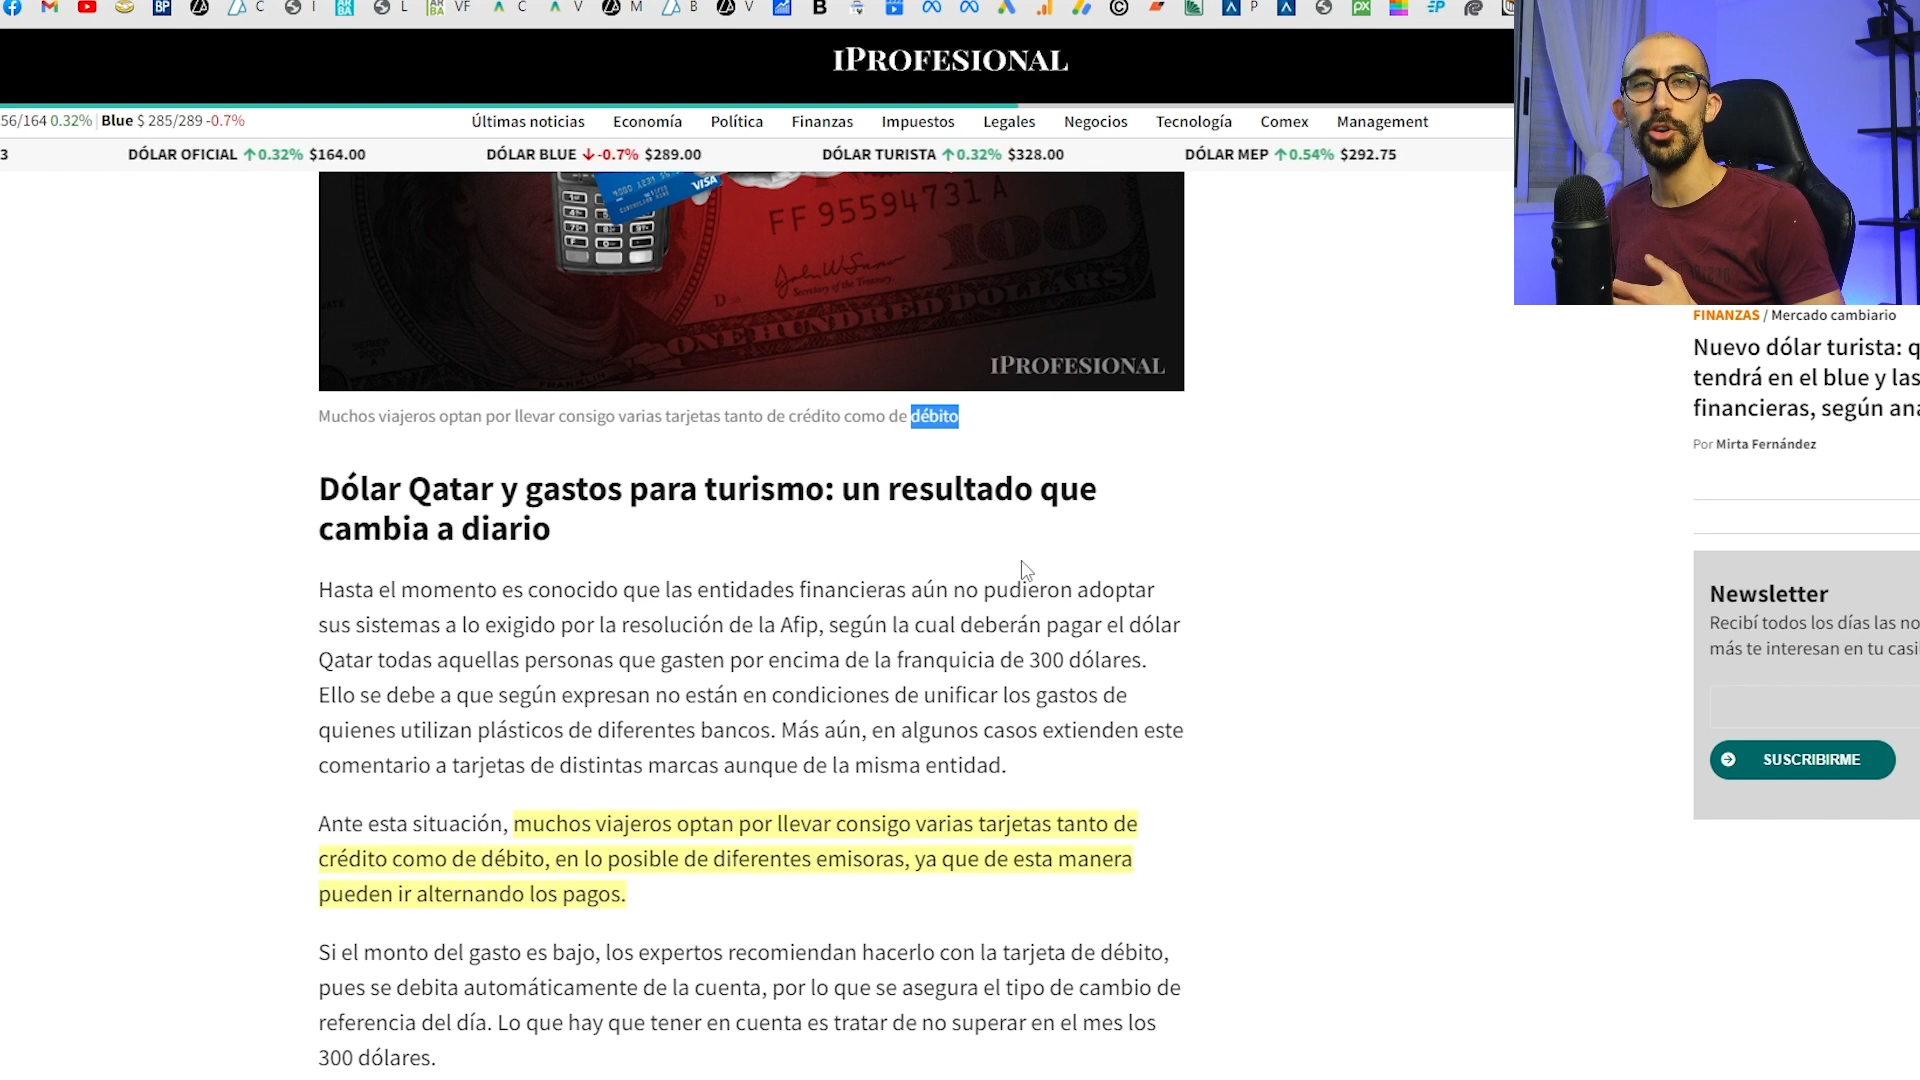 C
I
L
VF
C
V
M
B
V
P
iPROFESIONAL
56/164 0.32% Blue $ 285/289 -0.7%
Últimas noticias Economía Política Finanzas Impuestos Legales Negocios Tecnología Comex Management
3 DÓLAR OFICIAL 0.32% $164.00 DÓLAR BLUE -0.7% $289.00 DÓLAR TURISTA 0.32% $328.00 DÓLAR MEP 0.54% $292.75
VISA
FF 95594731 A
100
Secretary of the Treasury.
D
ONE HUNDRED DOLLARS
SERIES
FRANKLIN
iPROFESIONAL
Muchos viajeros optan por llevar consigo varias tarjetas tanto de crédito como de débito
Dólar Qatar y gastos para turismo: un resultado que
cambia a diario
Hasta el momento es conocido que las entidades financieras aún no pudieron adoptar
sus sistemas a lo exigido por la resolución de la Afip, según la cual deberán pagar el dólar
Qatar todas aquellas personas que gasten por encima de la franquicia de 300 dólares.
Ello se debe a que según expresan no están en condiciones de unificar los gastos de
quienes utilizan plásticos de diferentes bancos. Más aún, en algunos casos extienden este
comentario a tarjetas de distintas marcas aunque de la misma entidad.
Ante esta situación, muchos viajeros optan por llevar consigo varias tarjetas tanto de
crédito como de débito, en lo posible de diferentes emisoras, ya que de esta manera
pueden ir alternando los pagos.
Si el monto del gasto es bajo, los expertos recomiendan hacerlo con la tarjeta de débito,
pues se debita automáticamente de la cuenta, por lo que se asegura el tipo de cambio de
referencia del día. Lo que hay que tener en cuenta es tratar de no superar en el mes los
300 dólares.
FINANZAS / Mercado cambiario
Nuevo dólar turista: q
tendrá en el blue y las
financieras, según ana
Por Mirta Fernández
Newsletter
Recibí todos los días las no
más te interesan en tu casi
SUSCRIBIRME